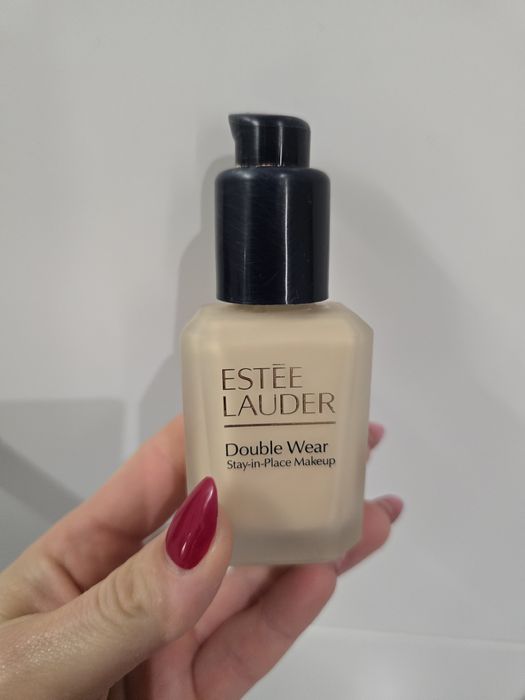 ESTĒE
LAUDER
Double Wear
Stay-in-Place Makeup